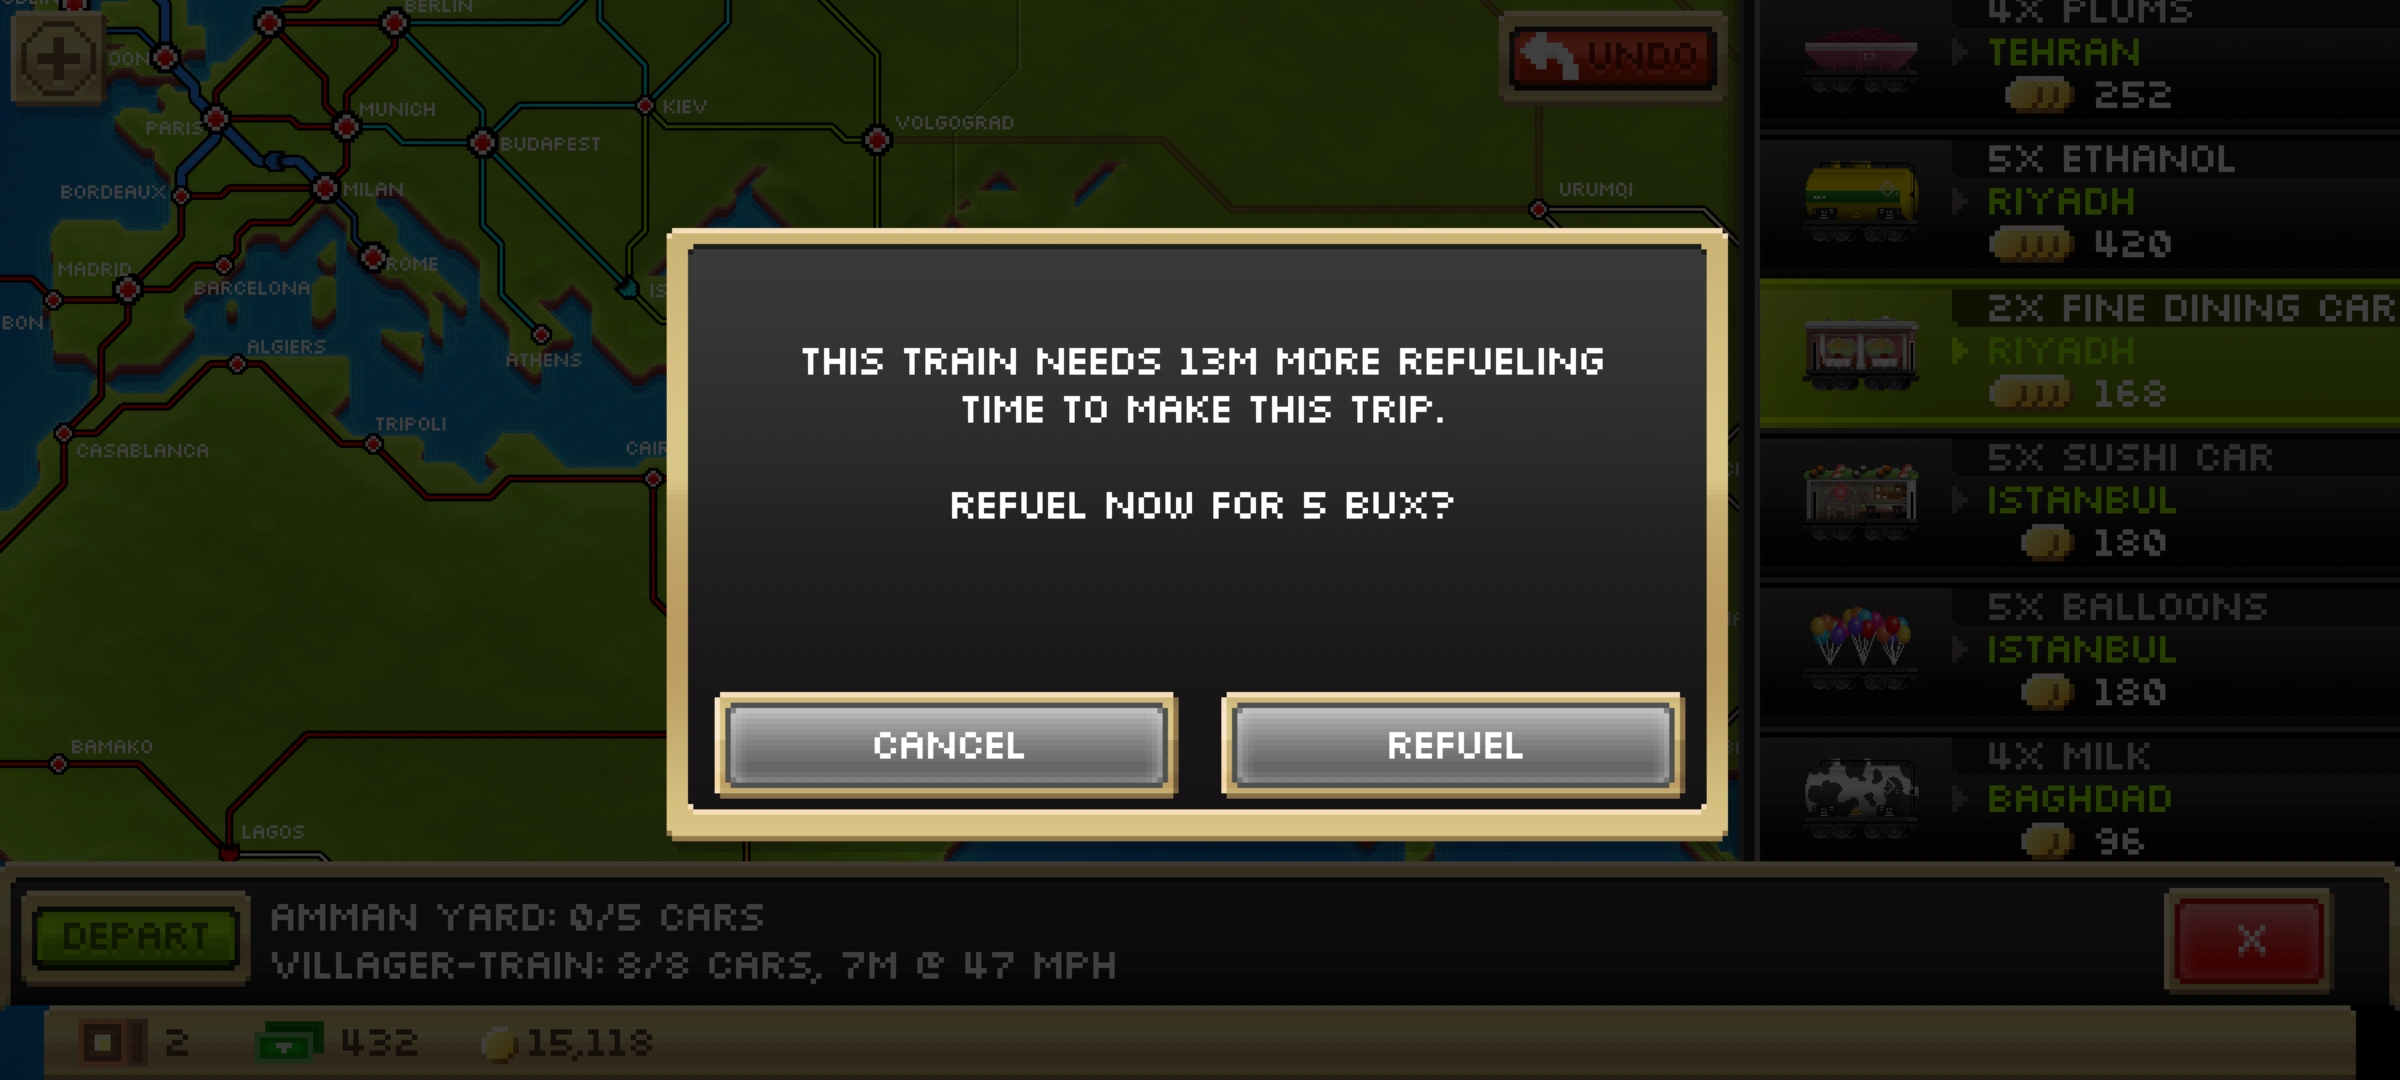 BERLIN
DON
UNDO
PARIS
MUNICH
KIEV
VOLGOGRAD
BUDAPEST
BORDEAUX
MILAN
URUMQI
MADRID
ROME
BARCELONA
IS
BON
ALGIERS
ATHENS
TRIPOLI
CASABLANCA
CAIR
BAMAKO
LAGOS
THIS TRAIN NEEDS 13M MORE REFUELING
TIME TO MAKE THIS TRIP.
REFUEL NOW FOR 5 BUX?
CANCEL
REFUEL
4X PLUMS
TEHRAN
252
5X ETHANOL
RIYADH
420
2X FINE DINING CAR
RIYADH
168
5X SUSHI CAR
ISTANBUL
180
5X BALLOONS
ISTANBUL
180
4X MILK
BAGHDAD
96
DEPART
AMMAN YARD: 0/5 CARS
VILLAGER-TRAIN: 8/8 CARS, 7M @ 47 MPH
X
2
432
15,118